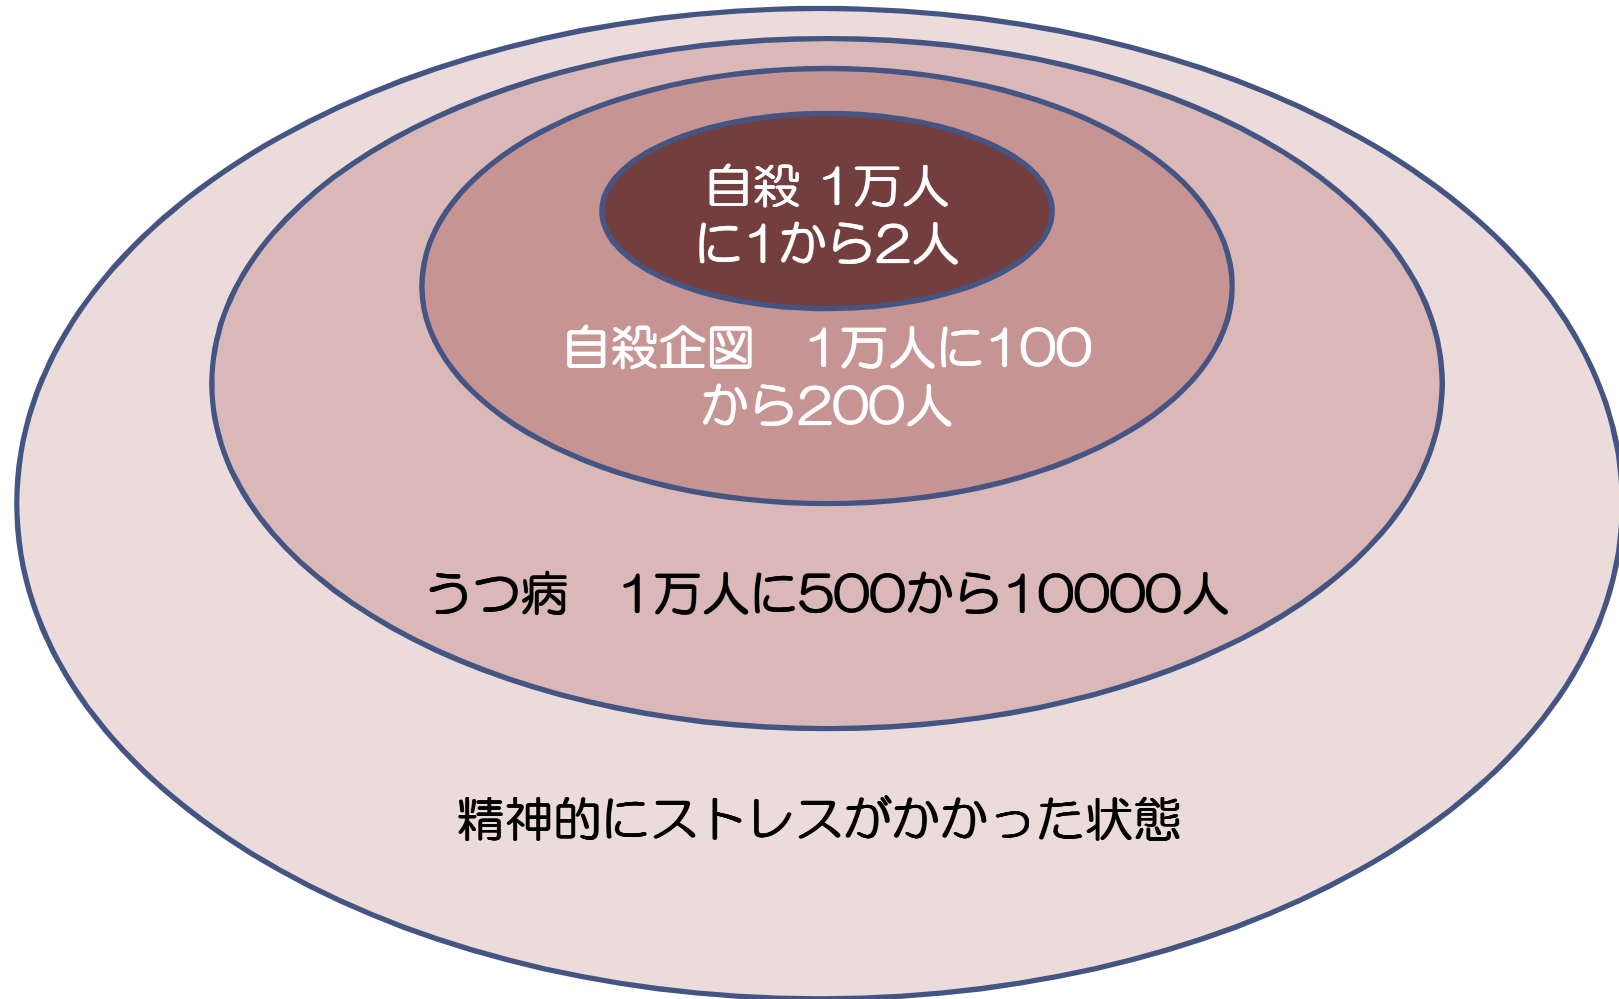 自殺 1万人
に1から2人
自殺企図　1万人に100
から200人
うつ病　1万人に500から10000人
精神的にストレスがかかった状態